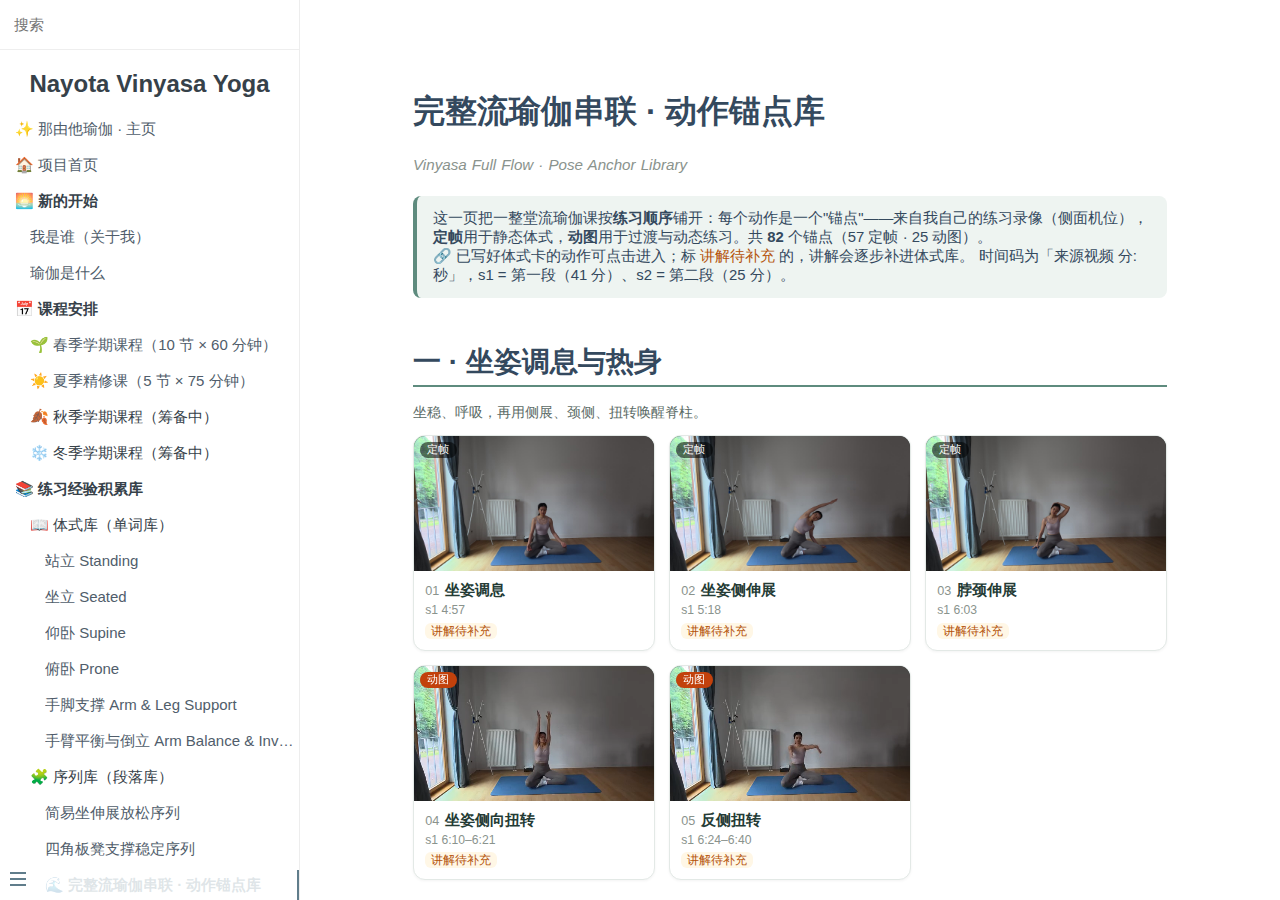 搜索
Nayota Vinyasa Yoga
✨ 那由他瑜伽 · 主页
🏠 项目首页
🌅 新的开始
我是谁（关于我）
瑜伽是什么
📅 课程安排
🌱 春季学期课程（10 节 × 60 分钟）
☀️ 夏季精修课（5 节 × 75 分钟）
🍂 秋季学期课程（筹备中）
❄️ 冬季学期课程（筹备中）
📚 练习经验积累库
📖 体式库（单词库）
站立 Standing
坐立 Seated
仰卧 Supine
俯卧 Prone
手脚支撑 Arm & Leg Support
手臂平衡与倒立 Arm Balance & Inv…
🧩 序列库（段落库）
简易坐伸展放松序列
四角板凳支撑稳定序列
🌊 完整流瑜伽串联 · 动作锚点库
完整流瑜伽串联 · 动作锚点库
Vinyasa Full Flow · Pose Anchor Library
这一页把一整堂流瑜伽课按练习顺序铺开：每个动作是一个"锚点"——来自我自己的练习录像（侧面机位），
定帧用于静态体式，动图用于过渡与动态练习。共 82 个锚点（57 定帧 · 25 动图）。
🔗 已写好体式卡的动作可点击进入；标 讲解待补充 的，讲解会逐步补进体式库。 时间码为「来源视频 分:
秒」，s1 = 第一段（41 分）、s2 = 第二段（25 分）。
一 · 坐姿调息与热身
坐稳、呼吸，再用侧展、颈侧、扭转唤醒脊柱。
定帧
01 坐姿调息
s1 4:57
讲解待补充
定帧
02 坐姿侧伸展
s1 5:18
讲解待补充
定帧
03 脖颈伸展
s1 6:03
讲解待补充
动图
04 坐姿侧向扭转
s1 6:10–6:21
讲解待补充
动图
05 反侧扭转
s1 6:24–6:40
讲解待补充